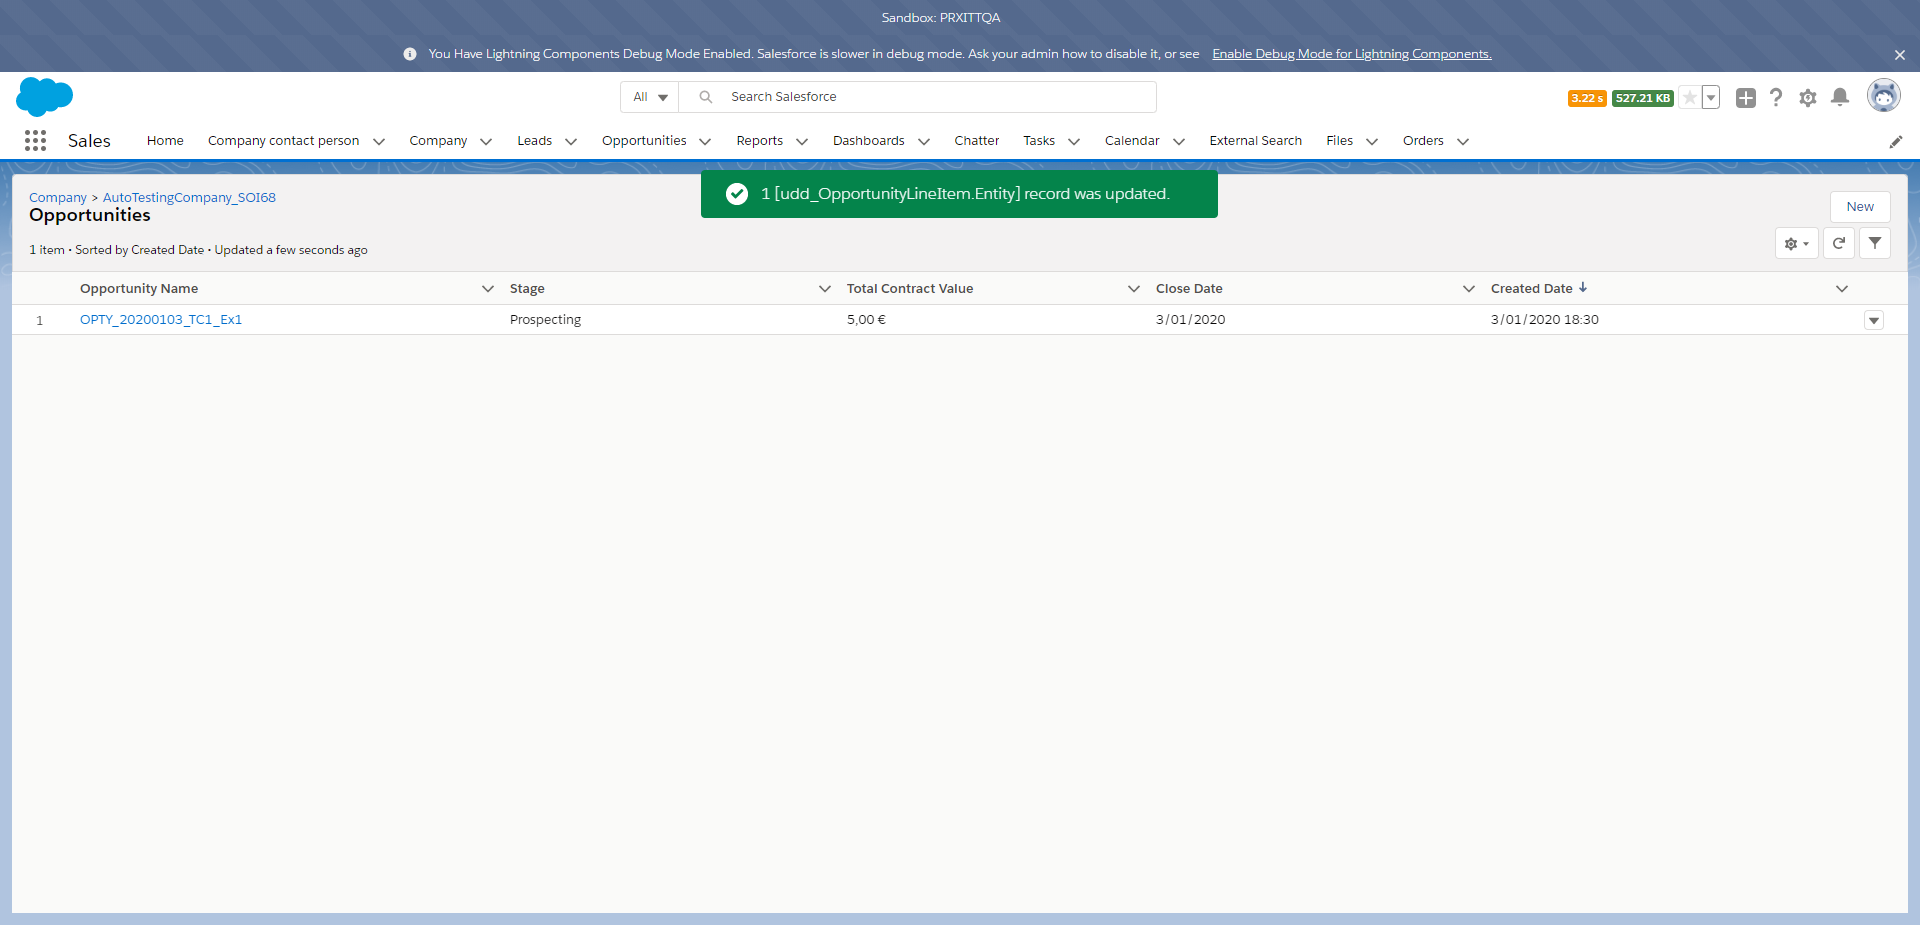 Sandbox: PRXITTQA
You Have Lightning Components Debug Mode Enabled. Salesforce is slower in debug mode. Ask your admin how to disable it, or see Enable Debug Mode for Lightning Components.
All Search Salesforce 3.22 s 527.21 KB
Sales Home Company contact person Company Leads Opportunities Reports Dashboards Chatter Tasks Calendar External Search Files Orders
1 [udd_OpportunityLineItem.Entity] record was updated.
Company > AutoTestingCompany_SOI68
Opportunities
New
1 item • Sorted by Created Date • Updated a few seconds ago
Opportunity Name Stage Total Contract Value Close Date Created Date
1 OPTY_20200103_TC1_Ex1 Prospecting 5,00 € 3/01/2020 3/01/2020 18:30